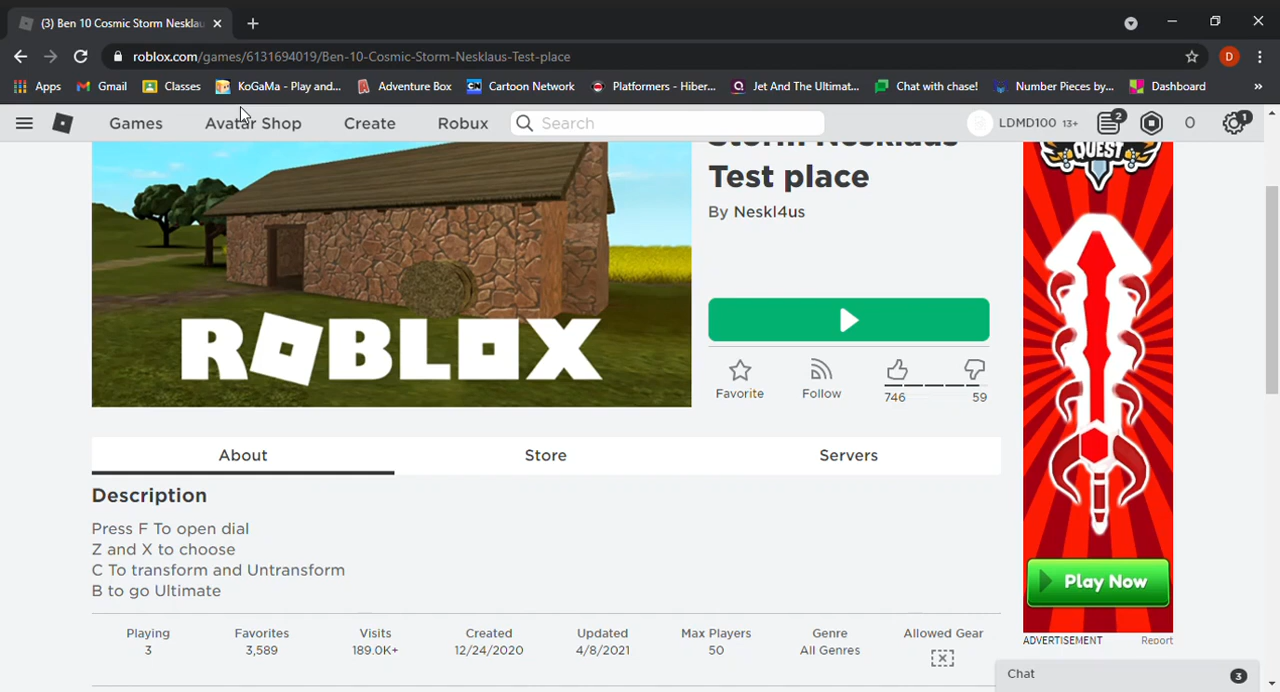 (3) Ben 10 Cosmic Storm Nesklau
roblox.com/games/6131694019/Ben-10-Cosmic-Storm-Nesklaus-Test-place
D
Apps Gmail Classes KoGaMa - Play and... Adventure Box Cartoon Network Platformers - Hiber... Jet And The Ultimat... Chat with chase! Number Pieces by... Dashboard »
Games Avatar Shop Create Robux Search LDMD100 13+ 2 0 1
Storm Nesklaus
Test place
By Neskl4us
ROBLOX
QUEST
Favorite Follow 746 59
About Store Servers
Description
Press F To open dial
Z and X to choose
C To transform and Untransform
B to go Ultimate
Play Now
ADVERTISEMENT Report
Playing Favorites Visits Created Updated Max Players Genre Allowed Gear
3 3,589 189.0K+ 12/24/2020 4/8/2021 50 All Genres
Chat 3